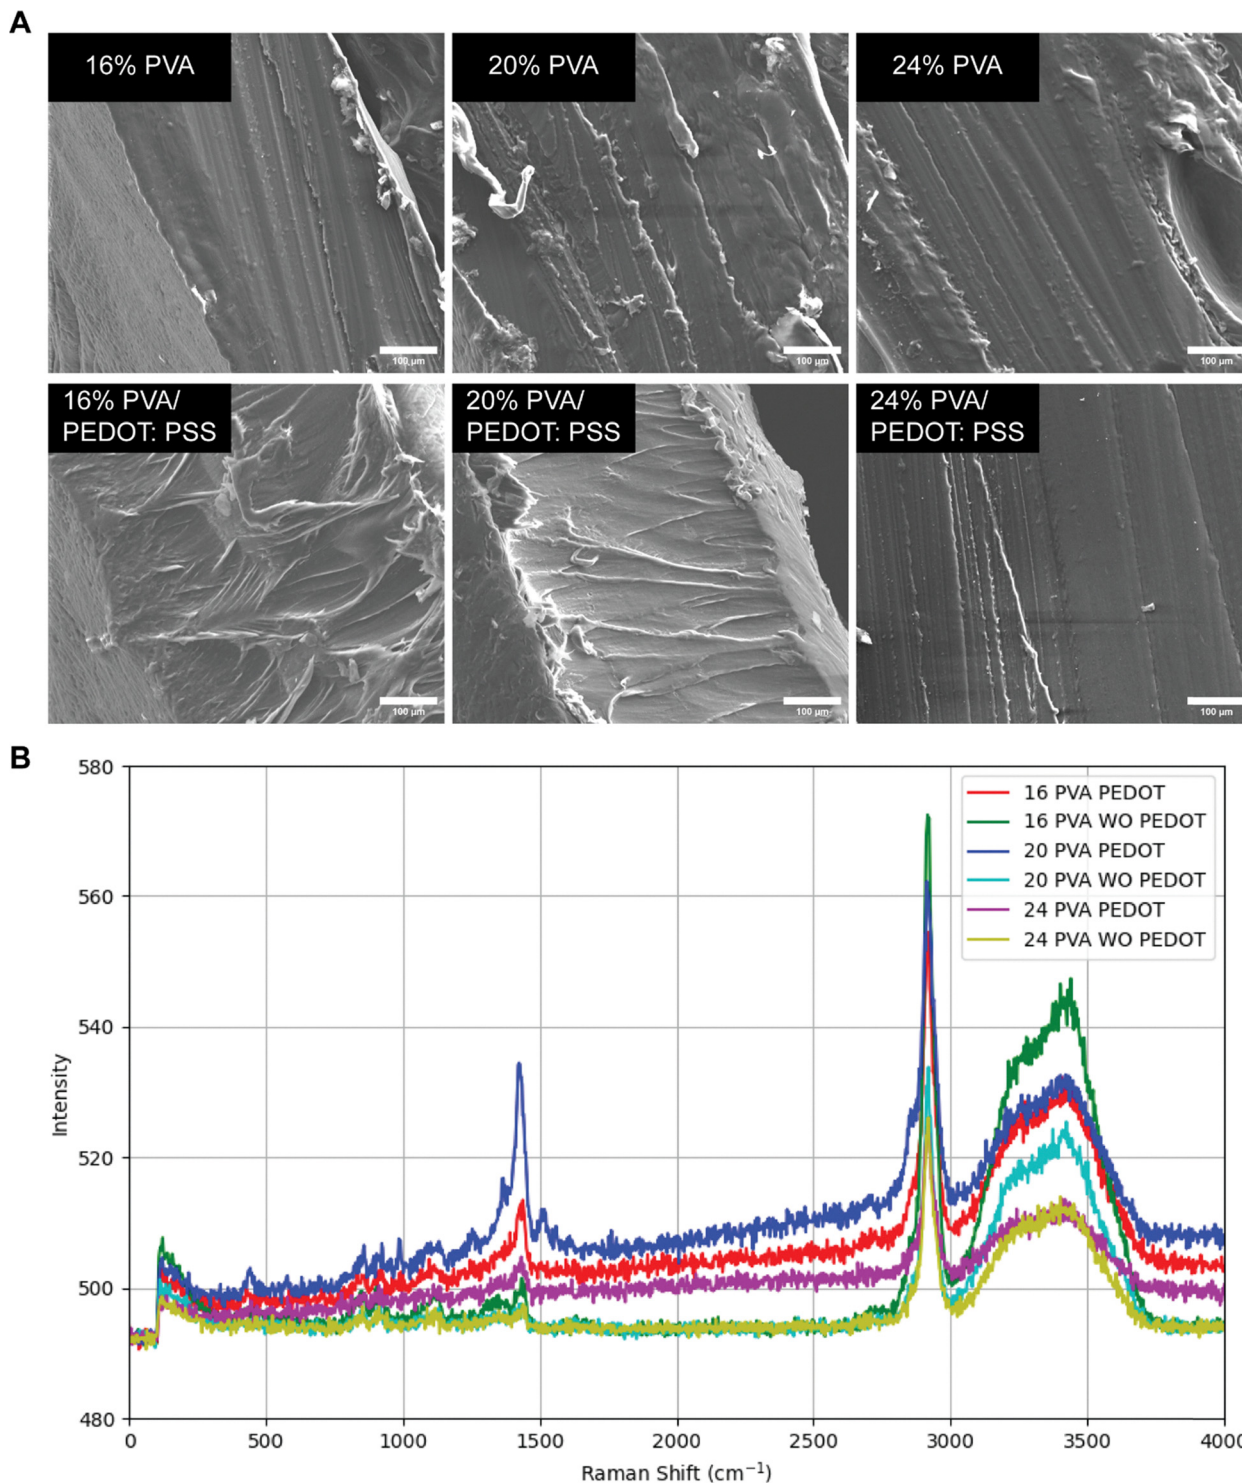 A
16% PVA
20% PVA
24% PVA
100 µm
100 µm
100 µm
16% PVA/
PEDOT: PSS
20% PVA/
PEDOT: PSS
24% PVA/
PEDOT: PSS
100 µm
100 µm
100 µm
B
580
560
540
520
500
480
Intensity
16 PVA PEDOT
16 PVA WO PEDOT
20 PVA PEDOT
20 PVA WO PEDOT
24 PVA PEDOT
24 PVA WO PEDOT
0 500 1000 1500 2000 2500 3000 3500 4000
Raman Shift (cm⁻¹)